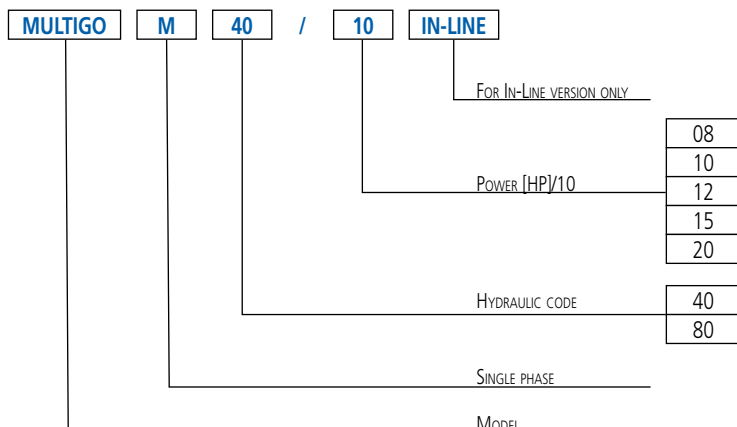 MULTIGO M 40 / 10 IN-LINE
For In-Line version only
08
10
Power [HP]/10
12
15
20
Hydraulic code
40
80
Single phase
Model